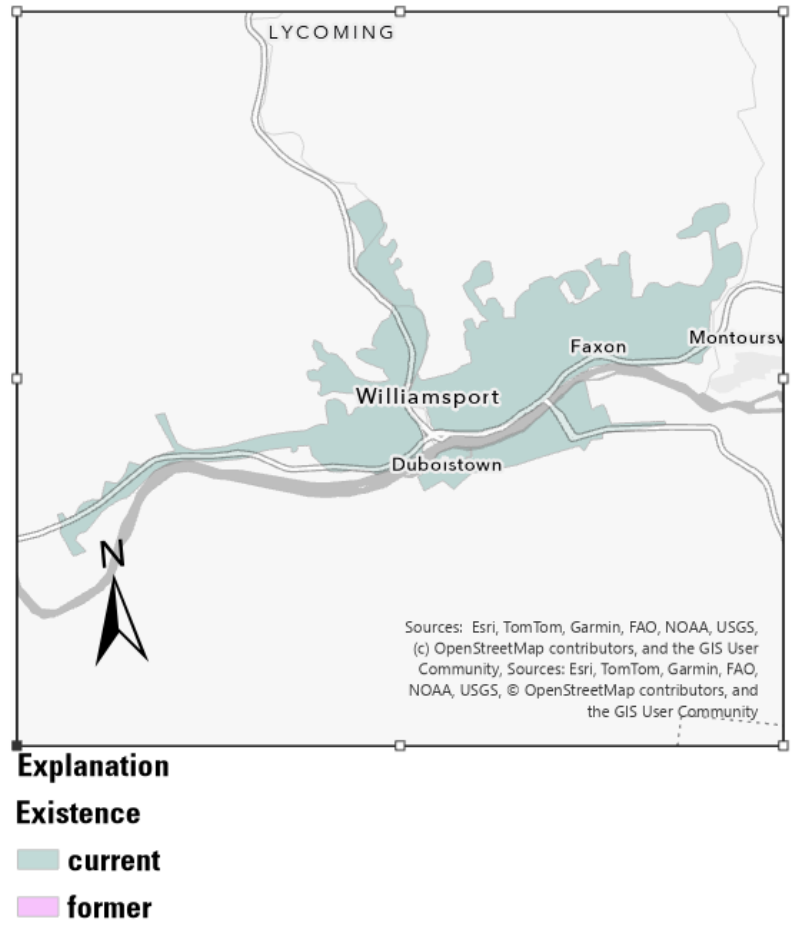 LYCOMING
Montoursv
Faxon
Williamsport
Duboistown
N
Sources: Esri, TomTom, Garmin, FAO, NOAA, USGS,
(c) OpenStreetMap contributors, and the GIS User
Community, Sources: Esri, TomTom, Garmin, FAO,
NOAA, USGS, © OpenStreetMap contributors, and
the GIS User Community
Explanation
Existence
current
former